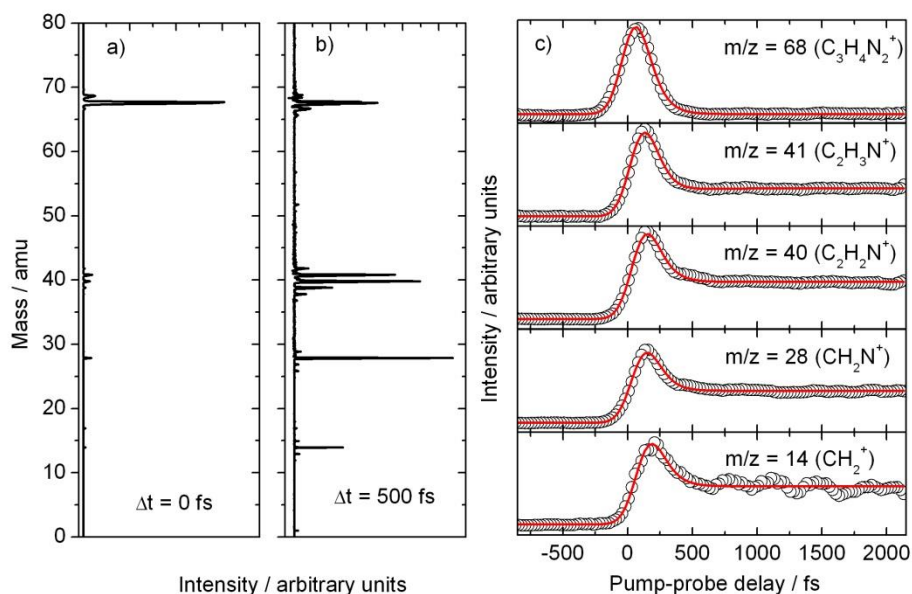 a)
b)
c)
80
70
60
50
40
30
20
10
0
Mass / amu
Δt = 0 fs
Δt = 500 fs
Intensity / arbitrary units
Intensity / arbitrary units
m/z = 68 (C₃H₄N₂⁺)
m/z = 41 (C₂H₃N⁺)
m/z = 40 (C₂H₂N⁺)
m/z = 28 (CH₂N⁺)
m/z = 14 (CH₂⁺)
-500 0 500 1000 1500 2000
Pump-probe delay / fs